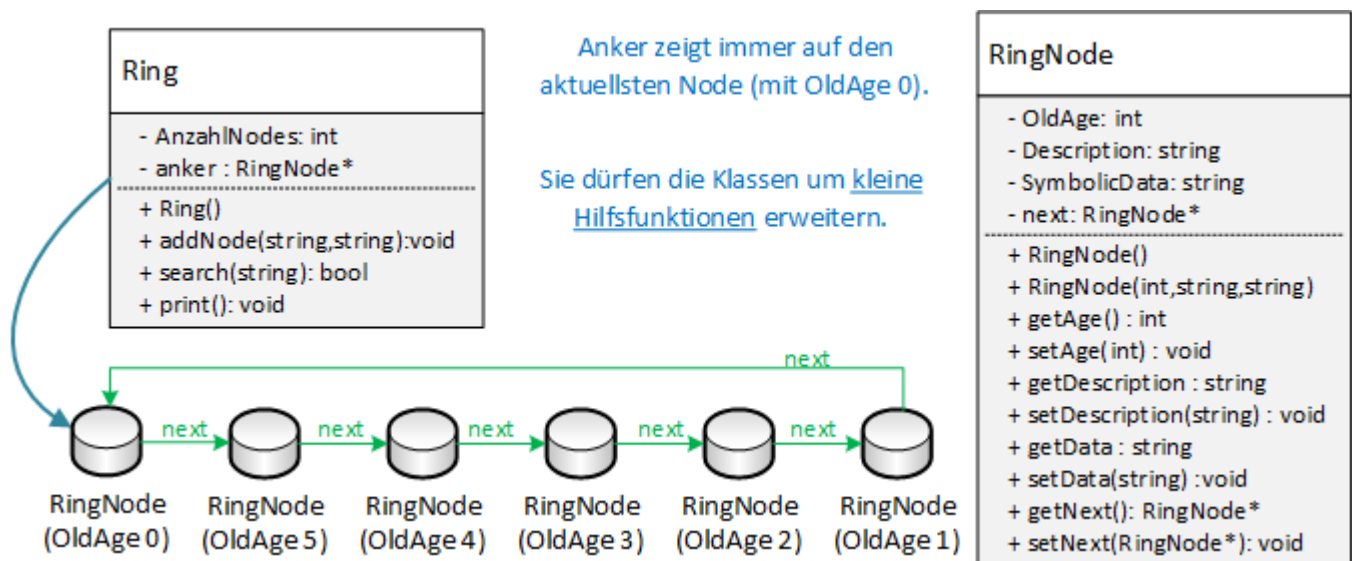 Ring
- AnzahlNodes: int
- anker : RingNode*
+ Ring()
+ addNode(string,string):void
+ search(string): bool
+ print(): void
Anker zeigt immer auf den
aktuellsten Node (mit OldAge 0).
Sie dürfen die Klassen um kleine
Hilfsfunktionen erweitern.
RingNode
- OldAge: int
- Description: string
- SymbolicData: string
- next: RingNode*
+ RingNode()
+ RingNode(int,string,string)
+ getAge() : int
+ setAge(int) : void
+ getDescription : string
+ setDescription(string) : void
+ getData : string
+ setData(string) :void
+ getNext(): RingNode*
+ setNext(RingNode*): void
next
next
next
next
next
next
RingNode
(OldAge 0)
RingNode
(OldAge 5)
RingNode
(OldAge 4)
RingNode
(OldAge 3)
RingNode
(OldAge 2)
RingNode
(OldAge 1)